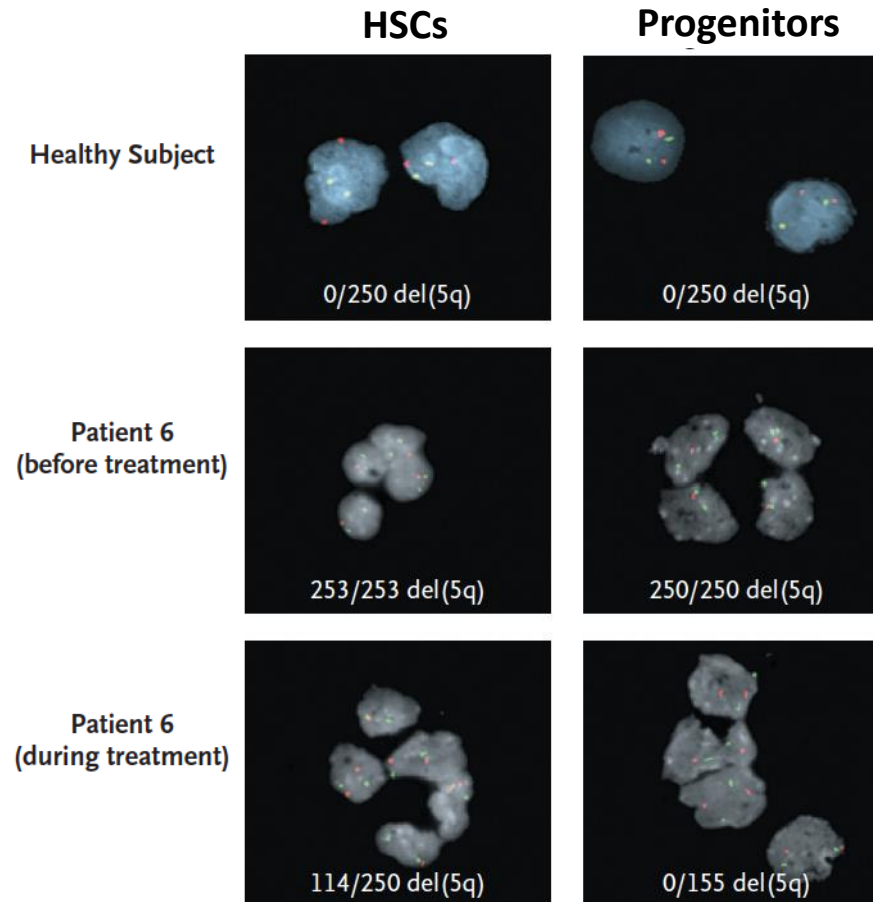 HSCs
Progenitors
Healthy Subject
0/250 del(5q)
0/250 del(5q)
Patient 6
(before treatment)
253/253 del(5q)
250/250 del(5q)
Patient 6
(during treatment)
114/250 del(5q)
0/155 del(5q)